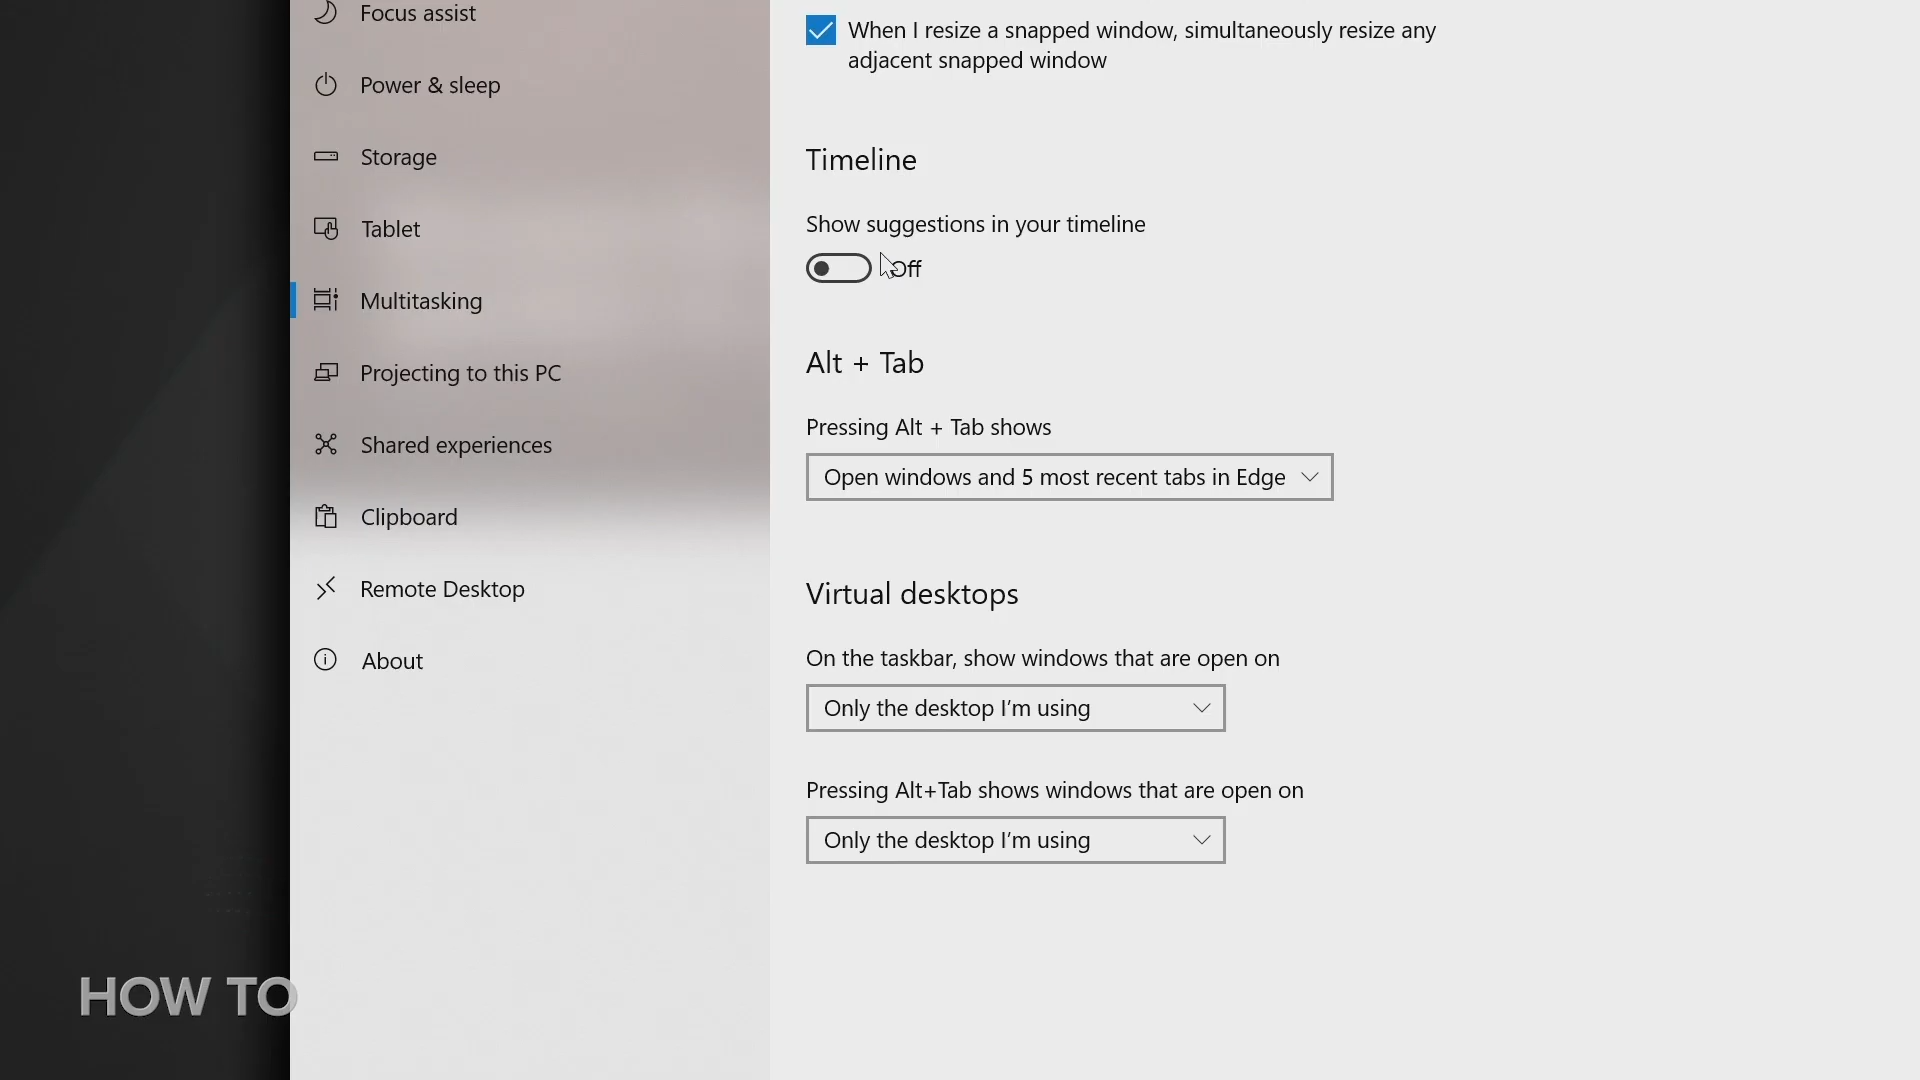 Focus assist
Power & sleep
Storage
Tablet
Multitasking
Projecting to this PC
Shared experiences
Clipboard
Remote Desktop
About
When I resize a snapped window, simultaneously resize any
adjacent snapped window
Timeline
Show suggestions in your timeline
Off
Alt + Tab
Pressing Alt + Tab shows
Open windows and 5 most recent tabs in Edge
Virtual desktops
On the taskbar, show windows that are open on
Only the desktop I'm using
Pressing Alt+Tab shows windows that are open on
Only the desktop I'm using
HOW TO